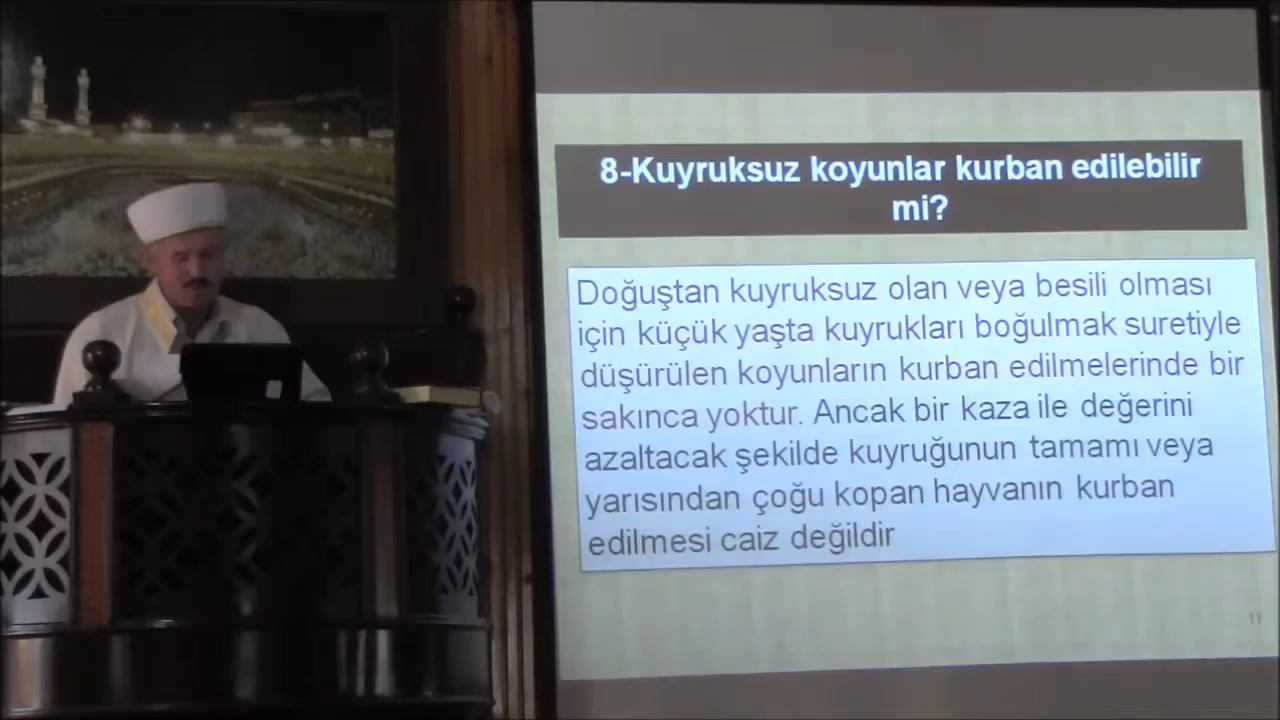 8-Kuyruksuz koyunlar kurban edilebilir
mi?
Doğuştan kuyruksuz olan veya besili olması
için küçük yaşta kuyrukları boğulmak suretiyle
düşürülen koyunların kurban edilmelerinde bir
sakınca yoktur. Ancak bir kaza ile değerini
azaltacak şekilde kuyruğunun tamamı veya
yarısından çoğu kopan hayvanın kurban
edilmesi caiz değildir
11